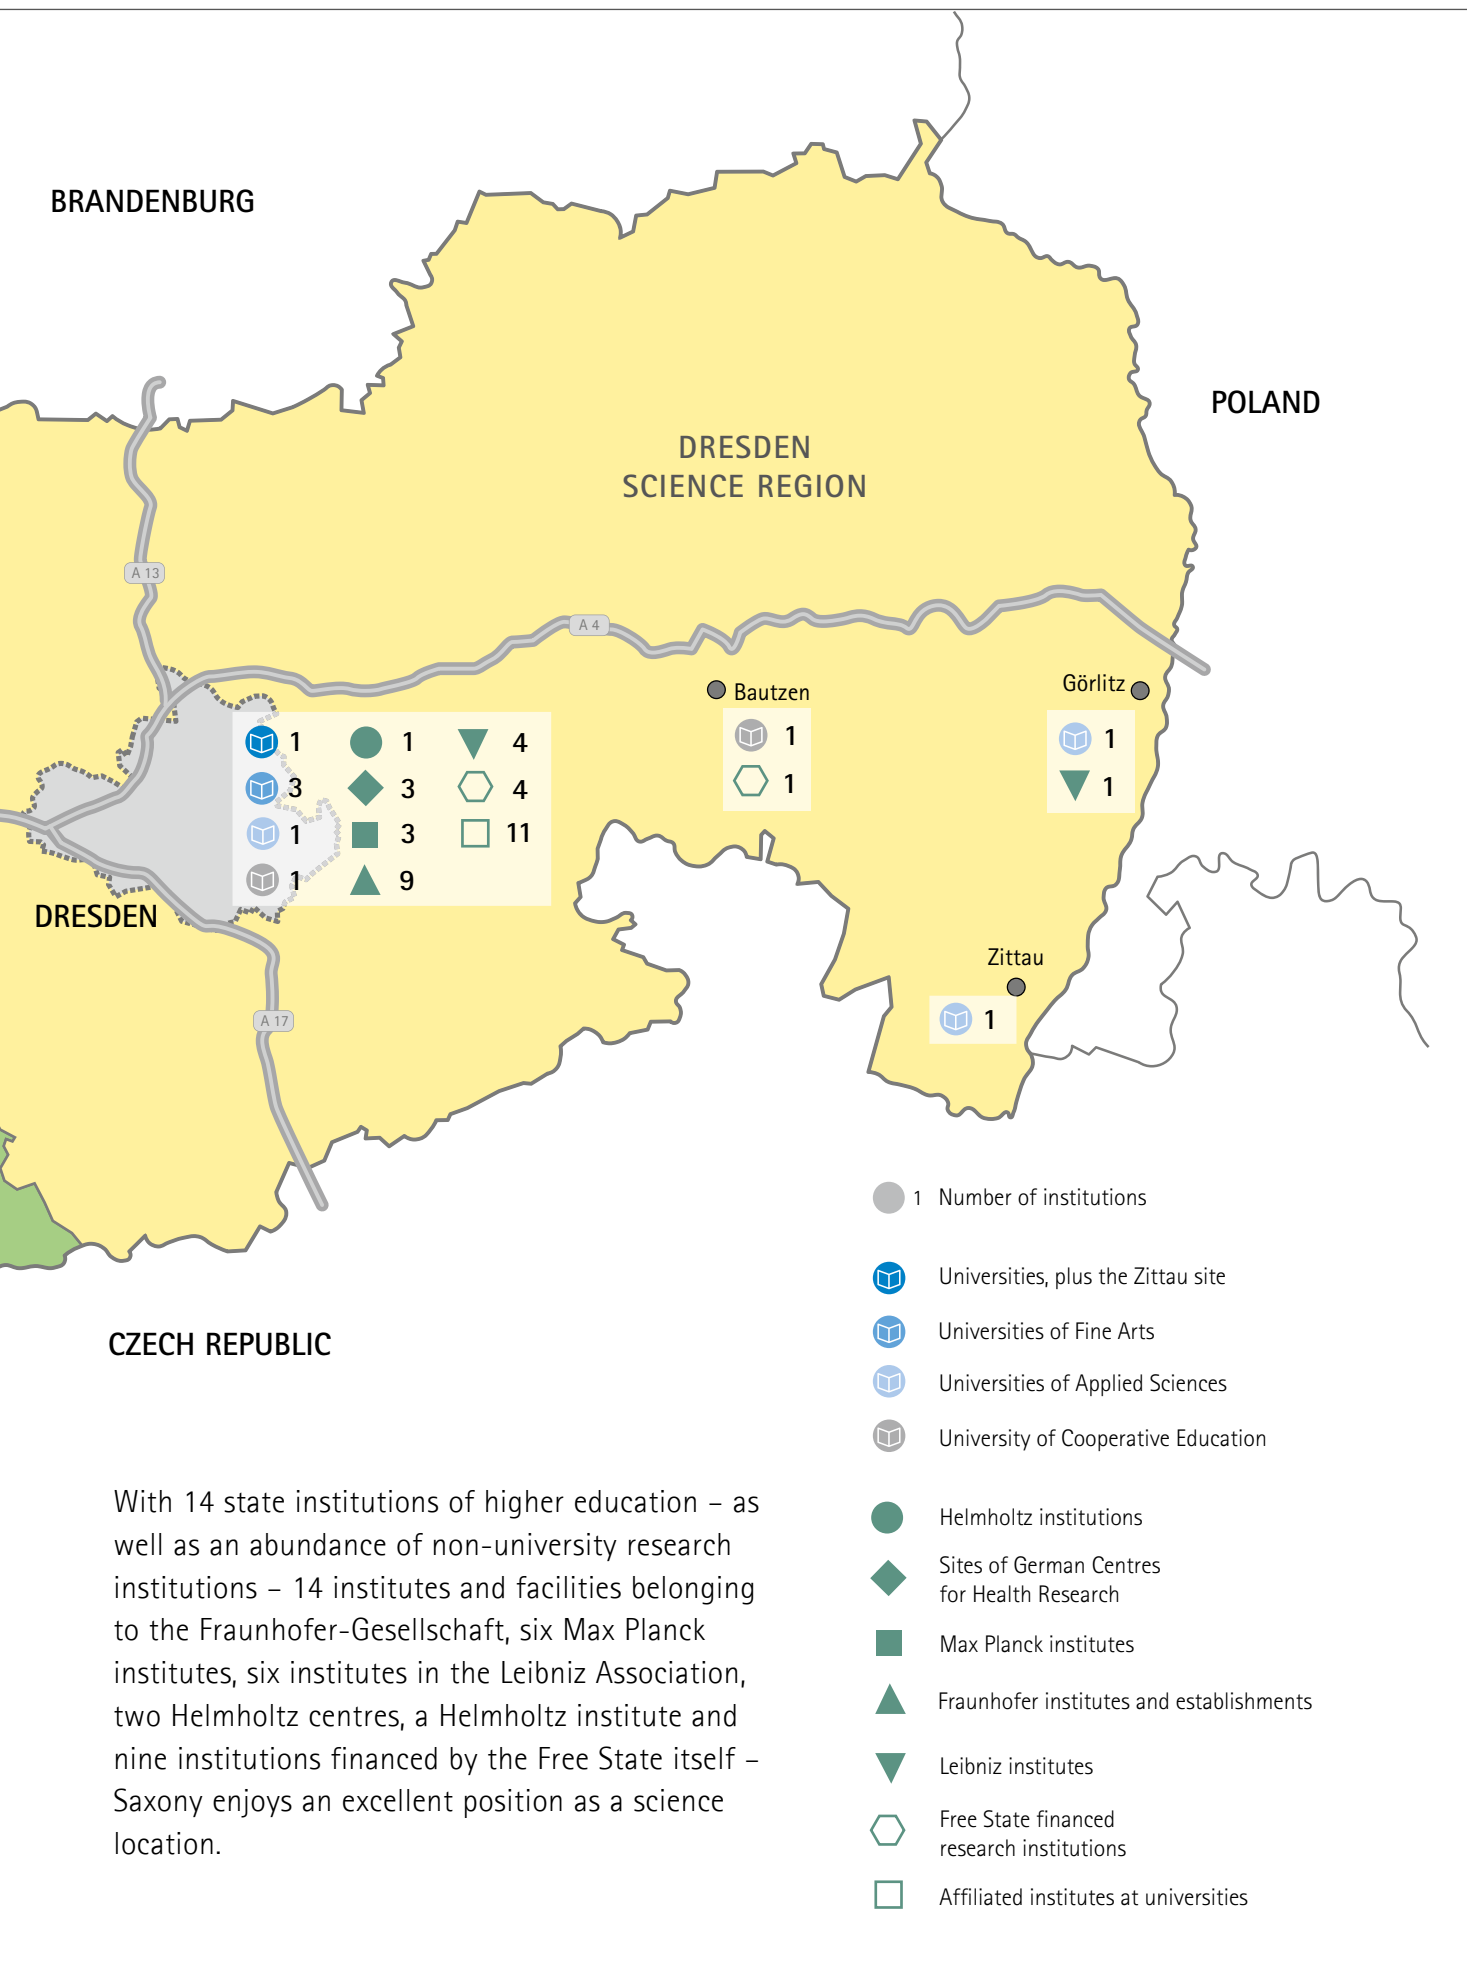 BRANDENBURG
POLAND
DRESDEN
SCIENCE REGION
A 13
A 4
Bautzen
Görlitz
1 1 4
3 3 4
1 3 11
1 9
1
1
1
1
DRESDEN
Zittau
1
A 17
CZECH REPUBLIC
1 Number of institutions
Universities, plus the Zittau site
Universities of Fine Arts
Universities of Applied Sciences
University of Cooperative Education
Helmholtz institutions
Sites of German Centres
for Health Research
Max Planck institutes
Fraunhofer institutes and establishments
Leibniz institutes
Free State financed
research institutions
Affiliated institutes at universities
With 14 state institutions of higher education – as
well as an abundance of non-university research
institutions – 14 institutes and facilities belonging
to the Fraunhofer-Gesellschaft, six Max Planck
institutes, six institutes in the Leibniz Association,
two Helmholtz centres, a Helmholtz institute and
nine institutions financed by the Free State itself –
Saxony enjoys an excellent position as a science
location.